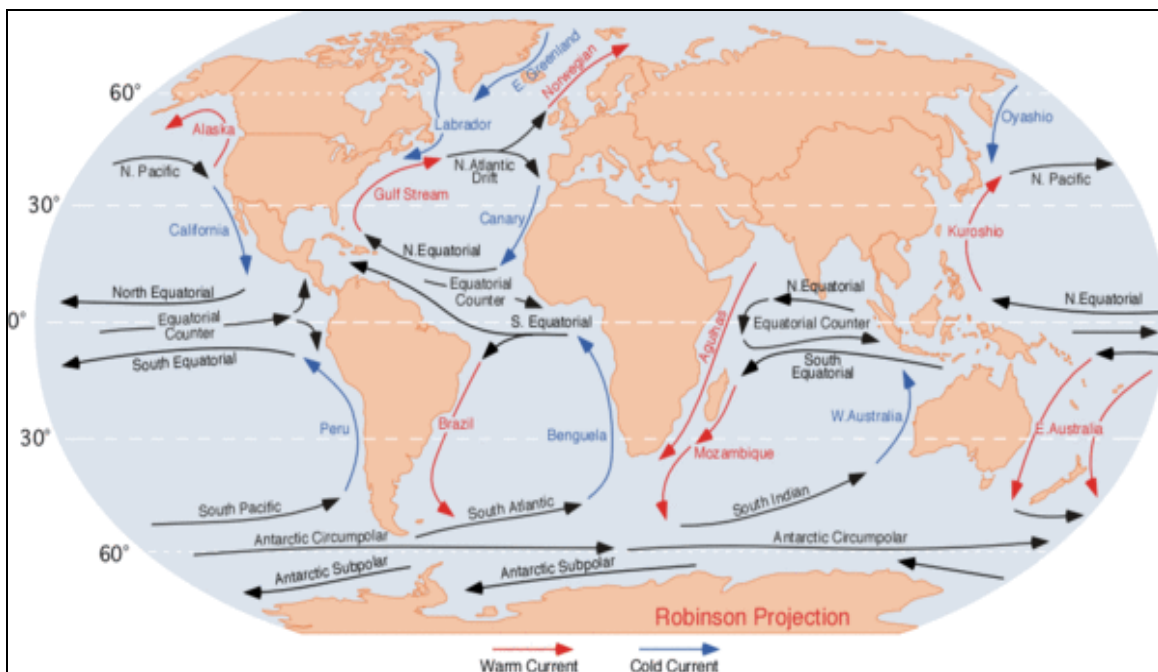 E. Greenland
Norwegian
60°
Alaska
Labrador
Oyashio
N. Pacific
N. Atlantic
Drift
N. Pacific
Gulf Stream
30°
California
Canary
Kuroshio
N.Equatorial
North Equatorial
Equatorial
Counter
N.Equatorial
N.Equatorial
0°
Equatorial
Counter
S. Equatorial
Equatorial Counter
South Equatorial
Agulhas
South
Equatorial
Peru
Brazil
Benguela
W.Australia
E.Australia
30°
Mozambique
South Pacific
South Atlantic
South Indian
Antarctic Circumpolar
Antarctic Circumpolar
60°
Antarctic Subpolar
Antarctic Subpolar
Robinson Projection
Warm Current
Cold Current